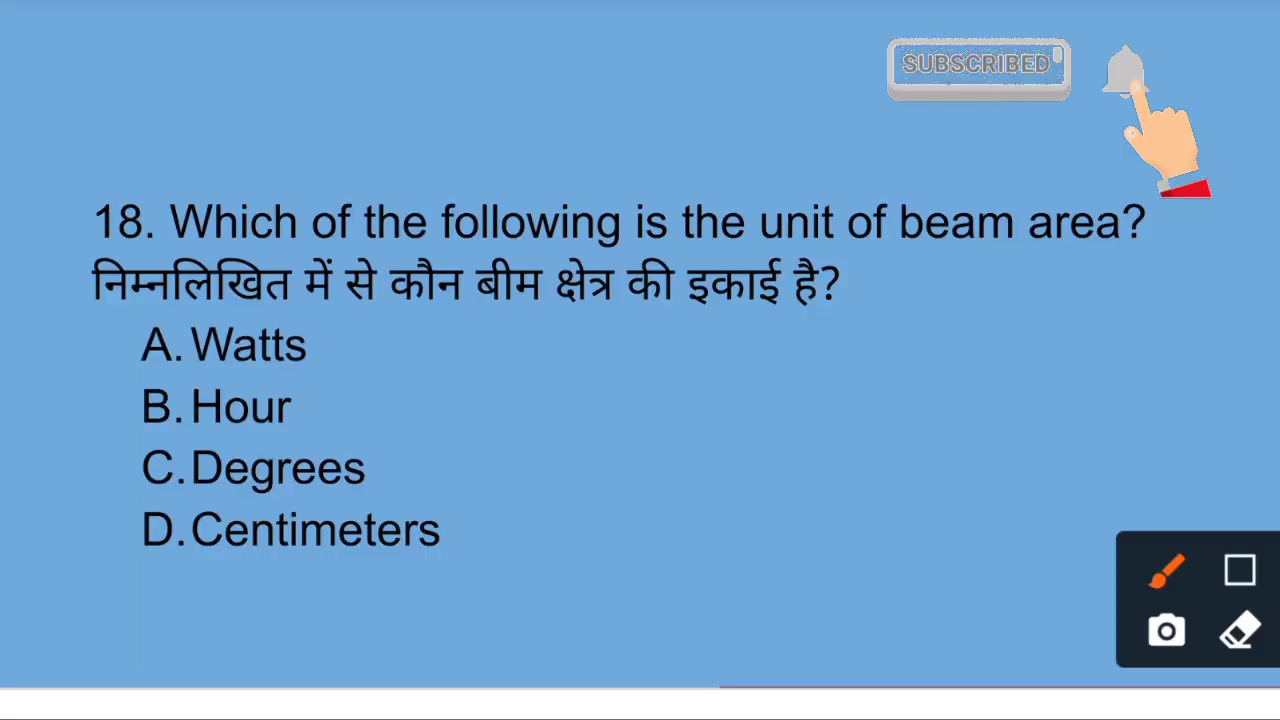 SUBSCRIBED
18. Which of the following is the unit of beam area?
निम्नलिखित में से कौन बीम क्षेत्र की इकाई है?
A. Watts
B. Hour
C. Degrees
D. Centimeters